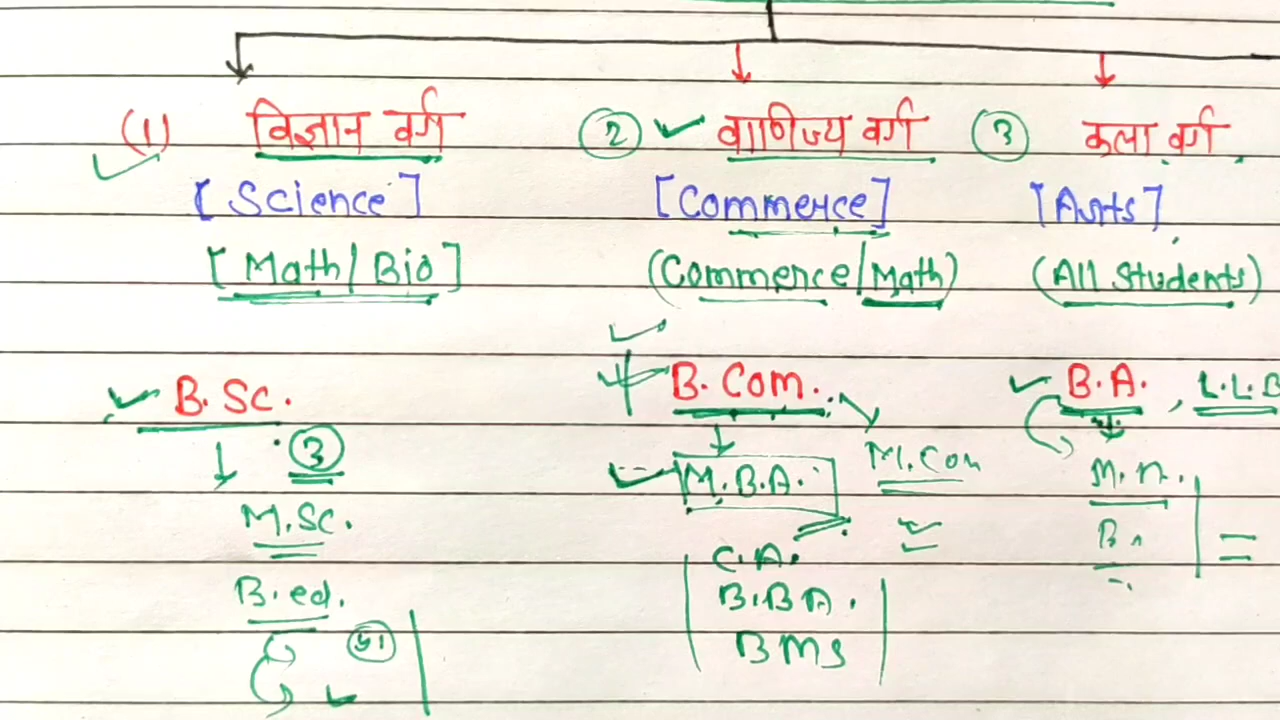 (1) विज्ञान वर्ग
[Science]
[Math/Bio]
B.Sc.
3
M.Sc.
B.ed.
2 वाणिज्य वर्ग
[Commerce]
(Commerce/Math)
B.Com.
M.B.A.
M.Com
C.A.
B.B.A.
BMS
3 कला वर्ग
[Arts]
(All Students)
B.A., L.L.B